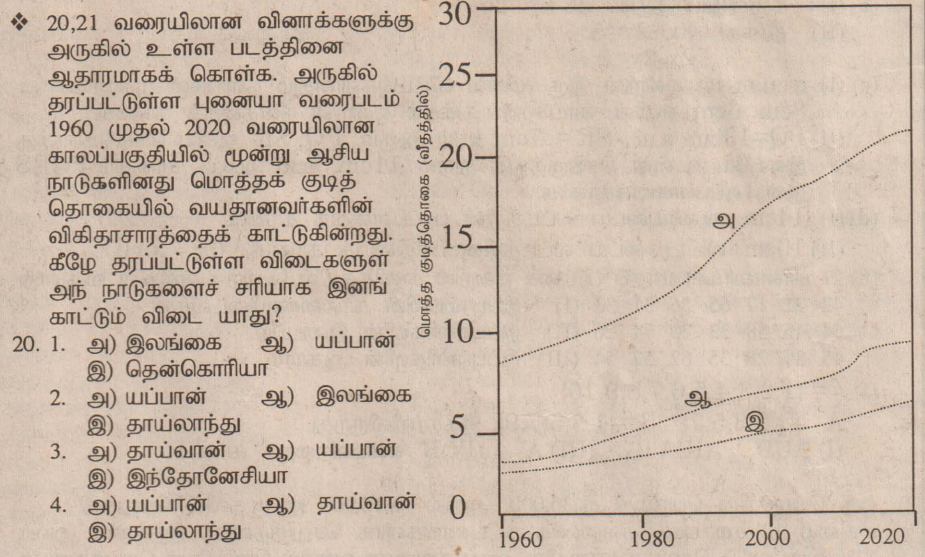 ❖ 20,21 வரையிலான வினாக்களுக்கு
அருகில் உள்ள படத்தினை
ஆதாரமாகக் கொள்க. அருகில்
தரப்பட்டுள்ள புனையா வரைபடம்
1960 முதல் 2020 வரையிலான
காலப்பகுதியில் மூன்று ஆசிய
நாடுகளினது மொத்தக் குடித்
தொகையில் வயதானவர்களின்
விகிதாசாரத்தைக் காட்டுகின்றது.
கீழே தரப்பட்டுள்ள விடைகளுள்
அந் நாடுகளைச் சரியாக இனங்
காட்டும் விடை யாது?
20. 1. அ) இலங்கை ஆ) யப்பான்
இ) தென்கொரியா
2. அ) யப்பான் ஆ) இலங்கை
இ) தாய்லாந்து
3. அ) தாய்வான் ஆ) யப்பான்
இ) இந்தோனேசியா
4. அ) யப்பான் ஆ) தாய்வான்
இ) தாய்லாந்து
மொத்த குடித்தொகை (வீதத்தில்)
30
25
20
15
10
5
0
அ
ஆ
இ
1960 1980 2000 2020